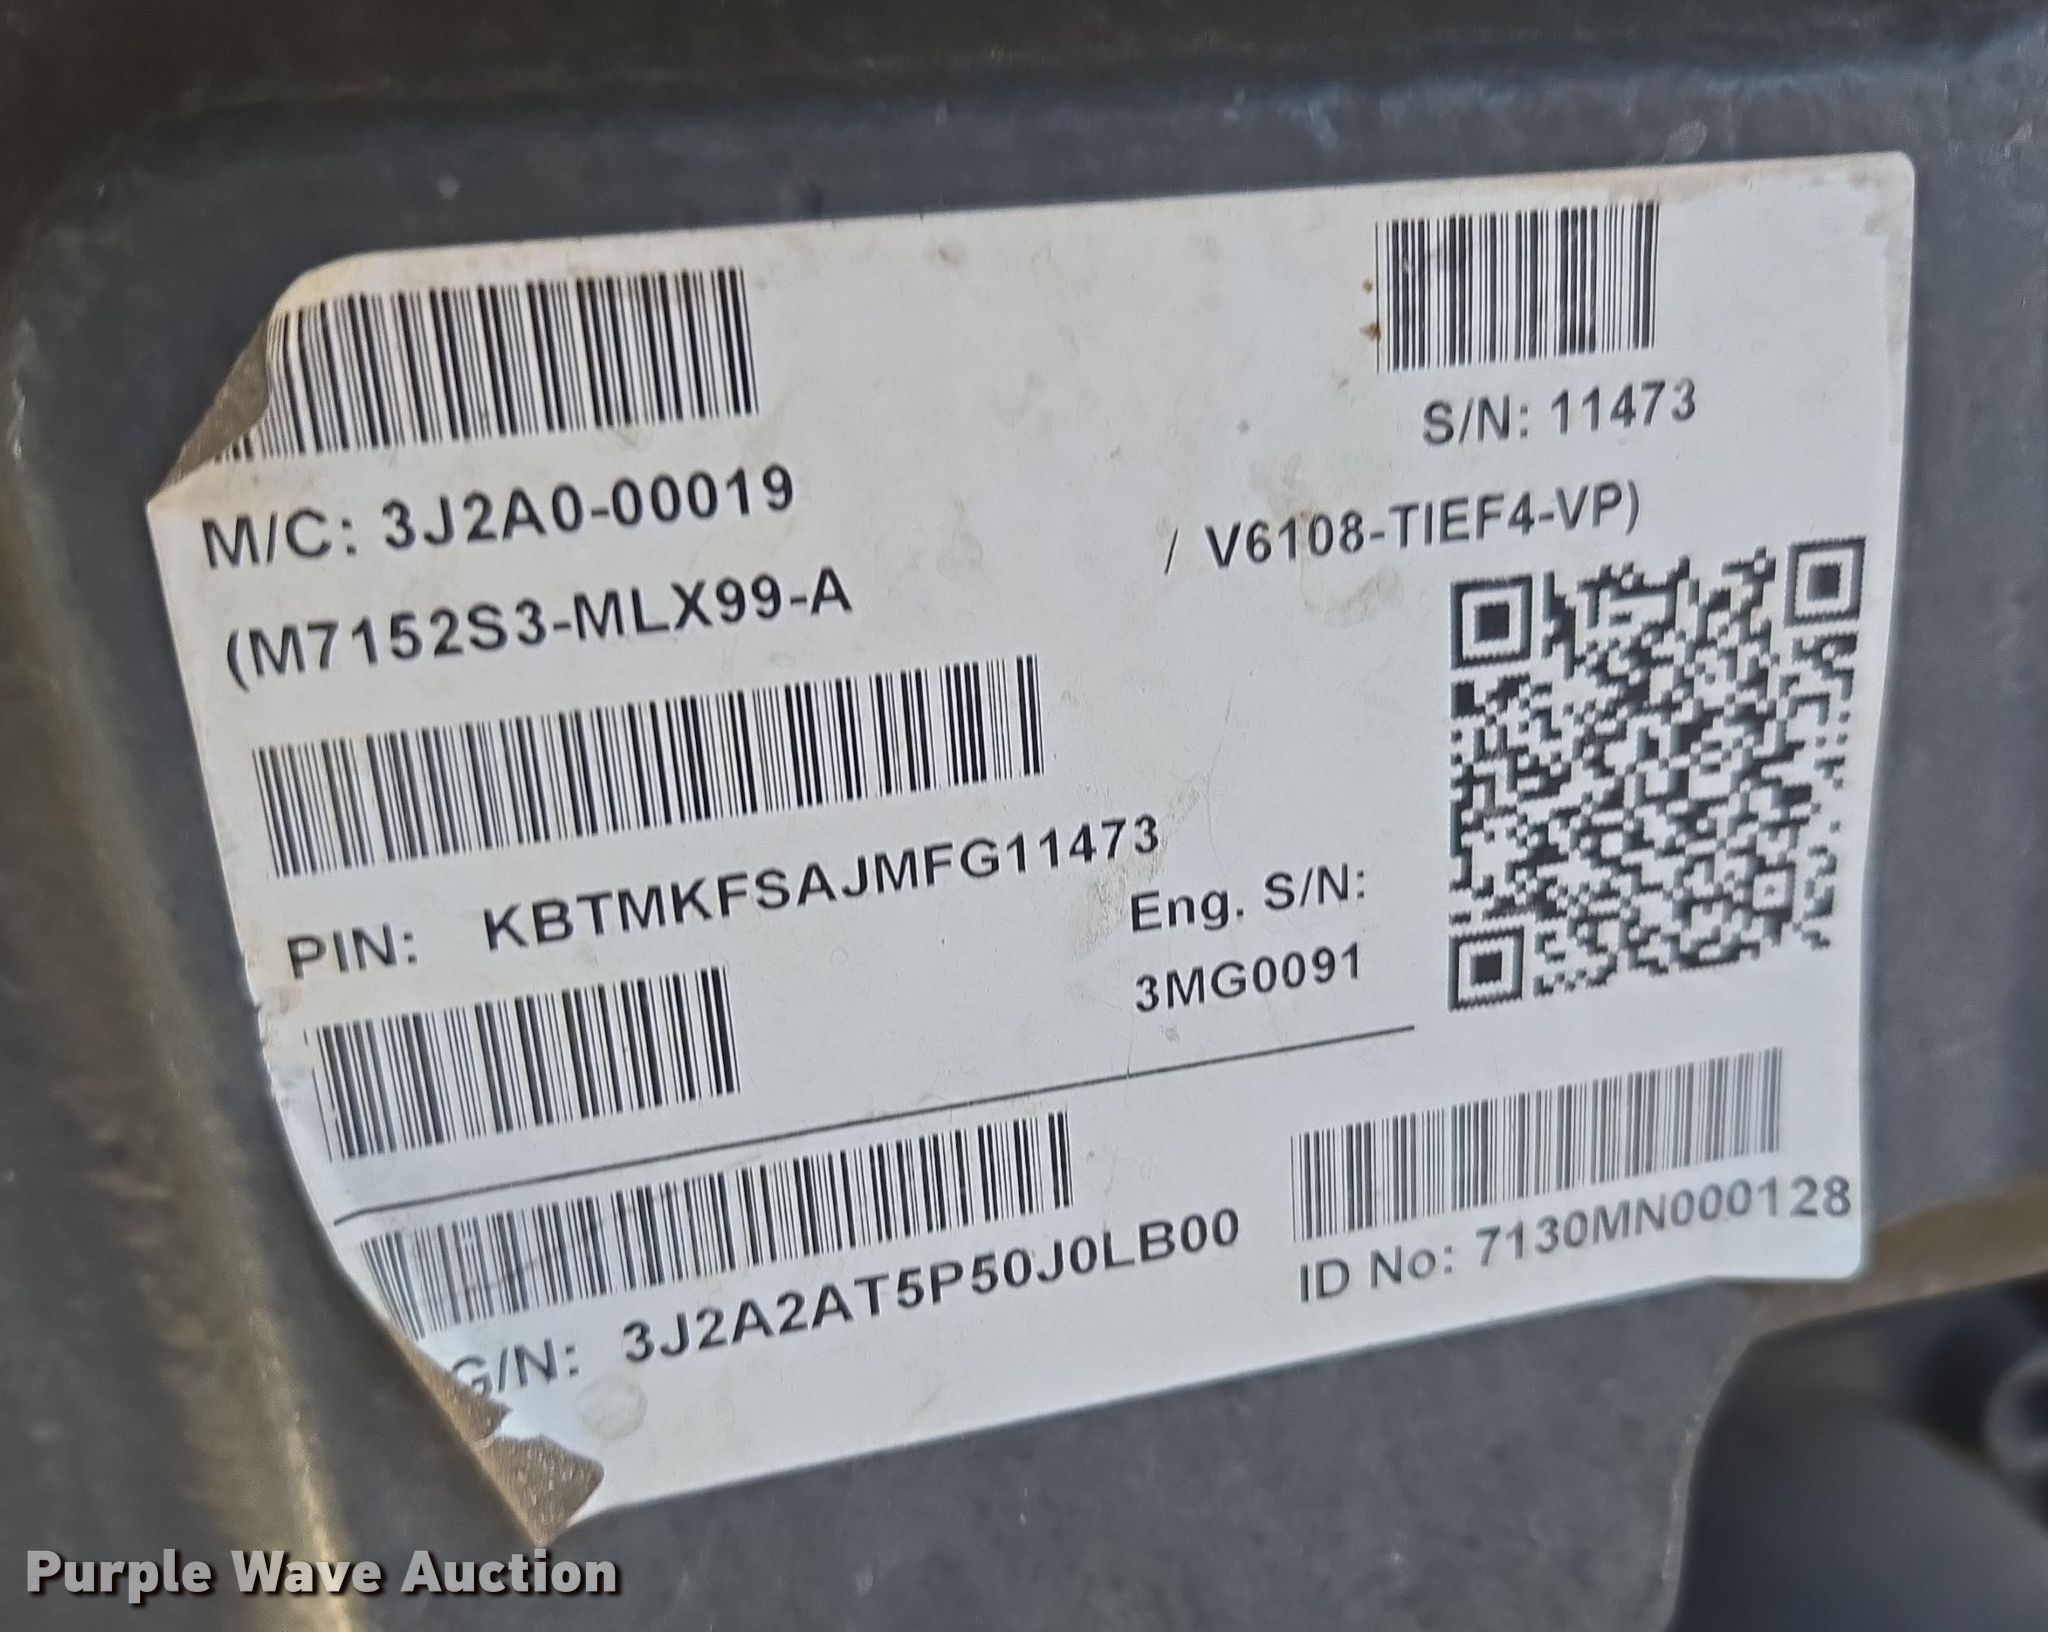 S/N: 11473
M/C: 3J2A0-00019
(M7152S3-MLX99-A / V6108-TIEF4-VP)
PIN: KBTMKFSAJMFG11473
Eng. S/N:
3MG0091
G/N: 3J2A2AT5P50J0LB00
ID No: 7130MN000128
Purple Wave Auction